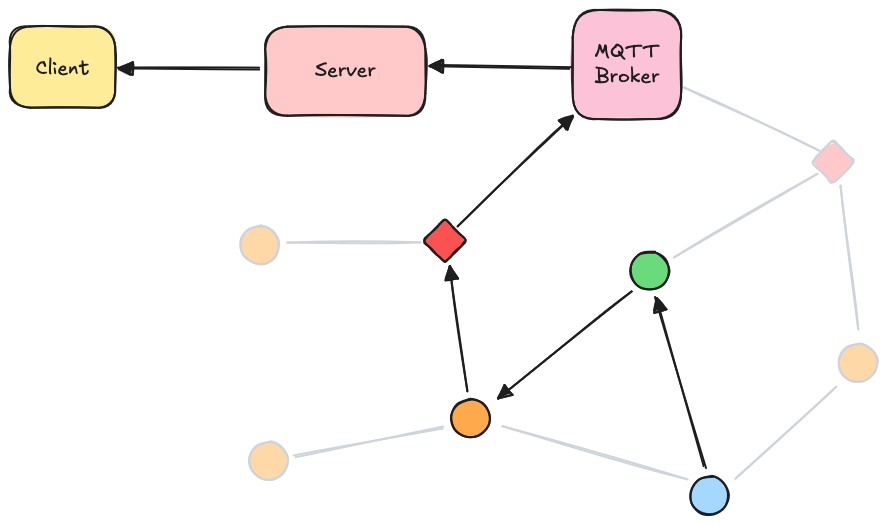 Client
Server
MQTT
Broker